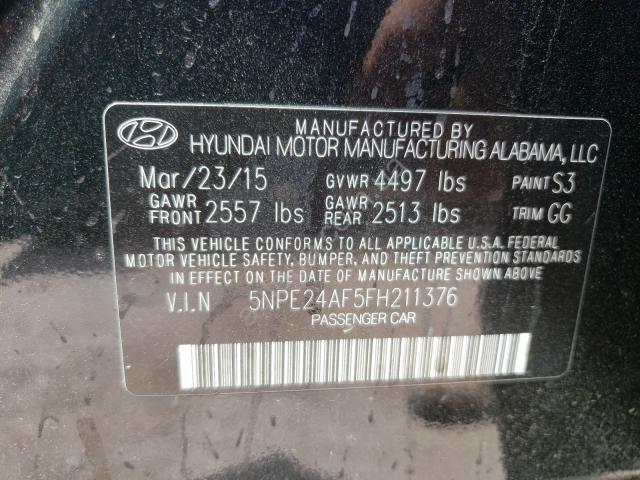 MANUFACTURED BY
HYUNDAI MOTOR MANUFACTURING ALABAMA, LLC
Mar/23/15 GVWR 4497 lbs PAINT S3
GAWR FRONT 2557 lbs GAWR REAR 2513 lbs TRIM GG
THIS VEHICLE CONFORMS TO ALL APPLICABLE U.S.A. FEDERAL
MOTOR VEHICLE SAFETY, BUMPER, AND THEFT PREVENTION STANDARDS
IN EFFECT ON THE DATE OF MANUFACTURE SHOWN ABOVE.
V.I.N 5NPE24AF5FH211376
PASSENGER CAR